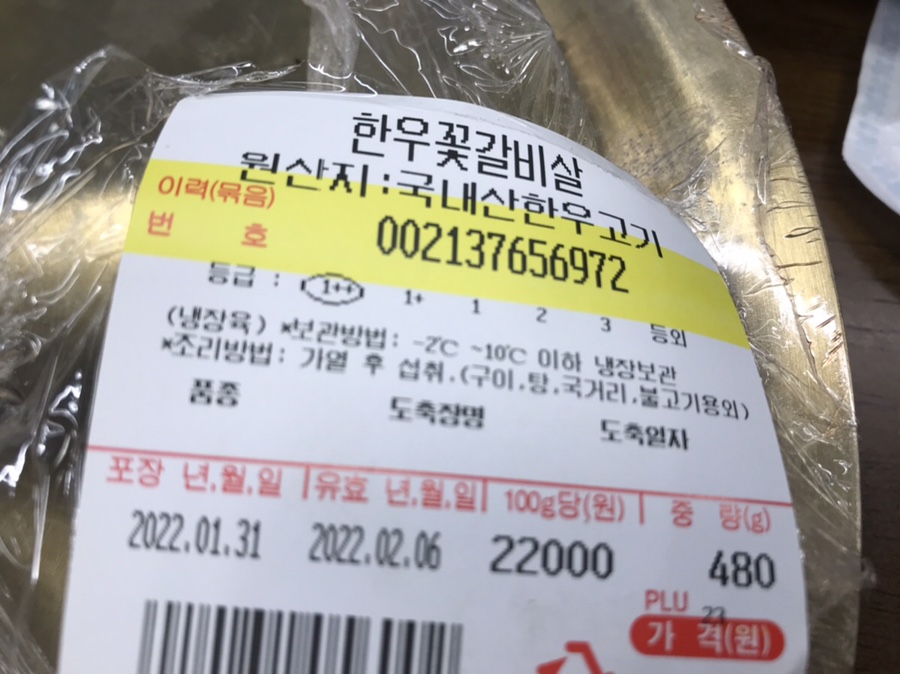 한우꽃갈비살
원산지:국내산한우고기
이력(묶음)
번 호 002137656972
등급 : 1++ 1+ 1 2 3 등외
(냉장육) *보관방법: -2℃ ~10℃ 이하 냉장보관
*조리방법: 가열 후 섭취.(구이,탕,국거리,불고기용외)
품종 도축장명 도축일자
포장 년.월.일 유효 년.월.일 100g당(원) 중 량(g)
2022.01.31 2022.02.06 22000 480
PLU 23
가 격(원)